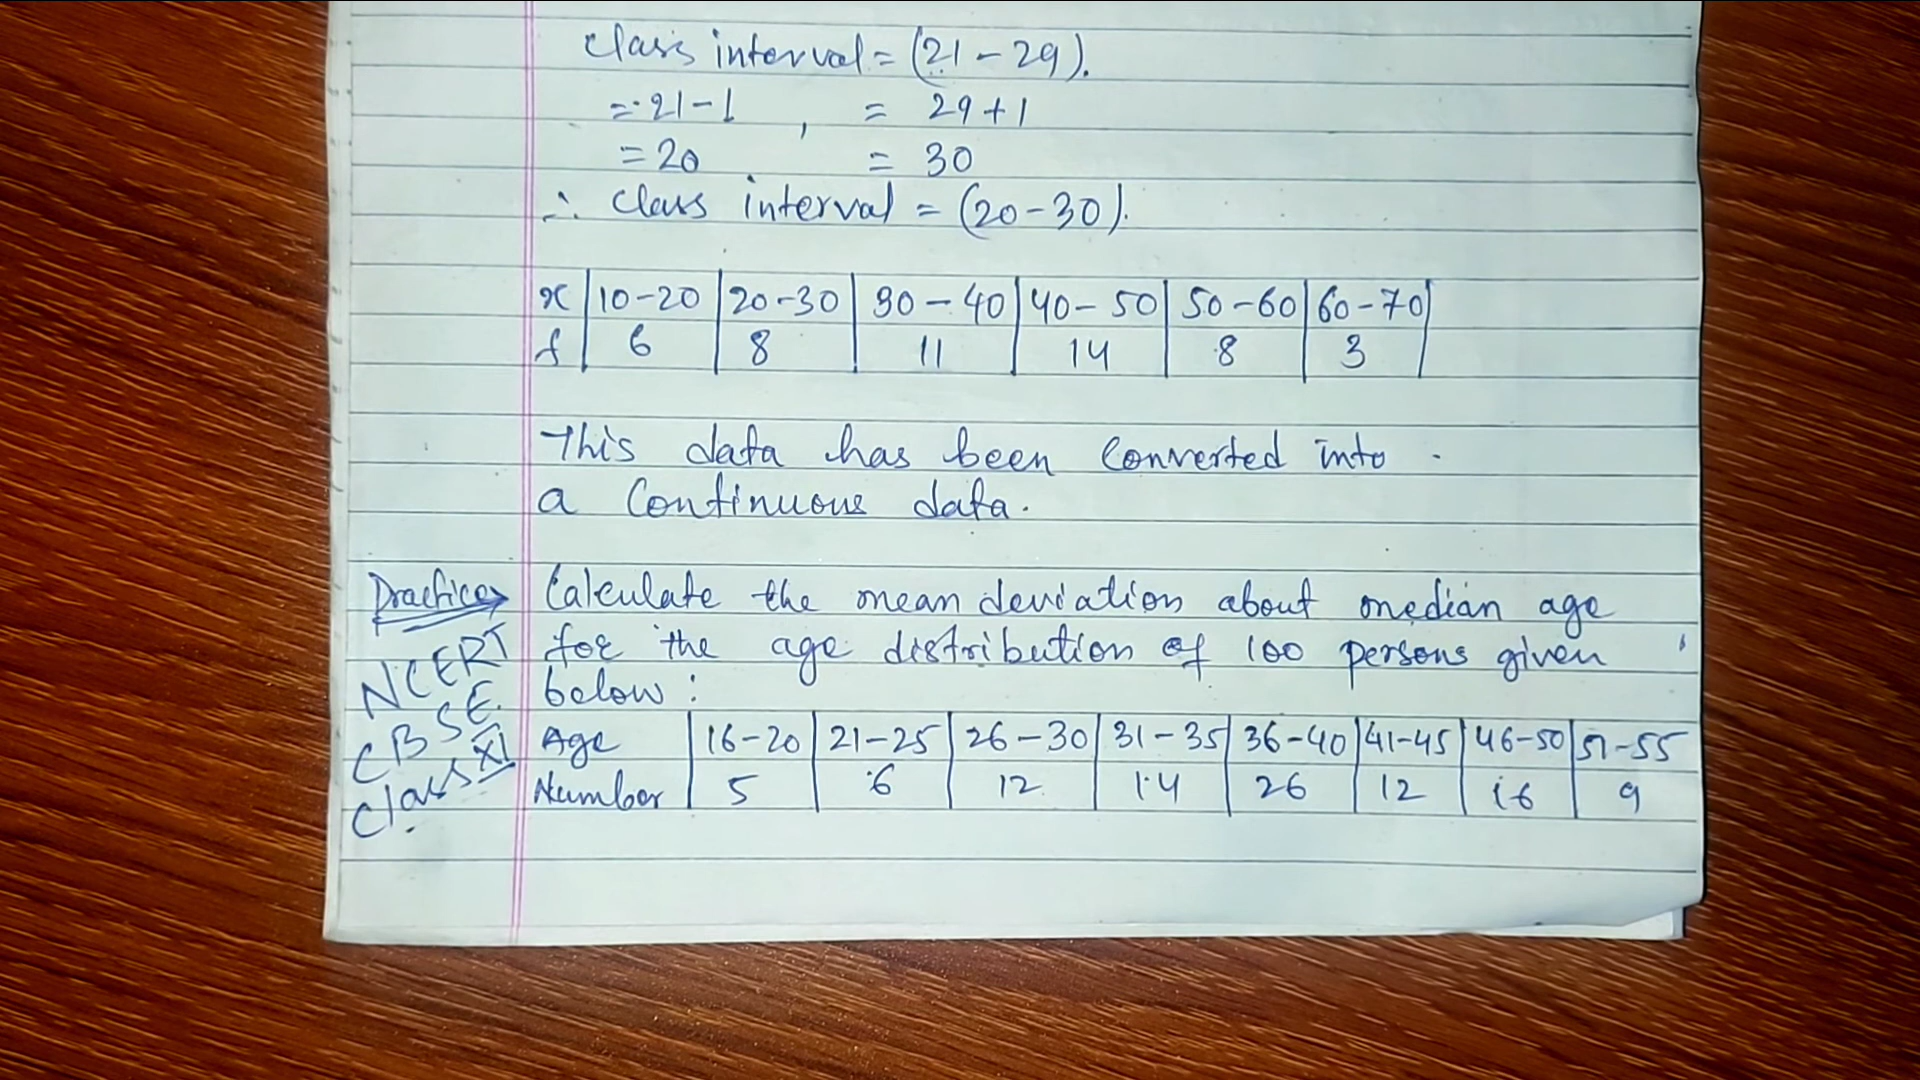 class interval = (21 - 29).
= 21 - 1 , = 29 + 1
= 20 = 30
∴ class interval = (20 - 30).
x 10-20 20-30 30-40 40-50 50-60 60-70
f 6 8 11 14 8 3
This data has been converted into
a continuous data.
Practice→ Calculate the mean deviation about median age
NCERT for the age distribution of 100 persons given
CBSE below:
class XI Age 16-20 21-25 26-30 31-35 36-40 41-45 46-50 51-55
Number 5 6 12 14 26 12 16 9